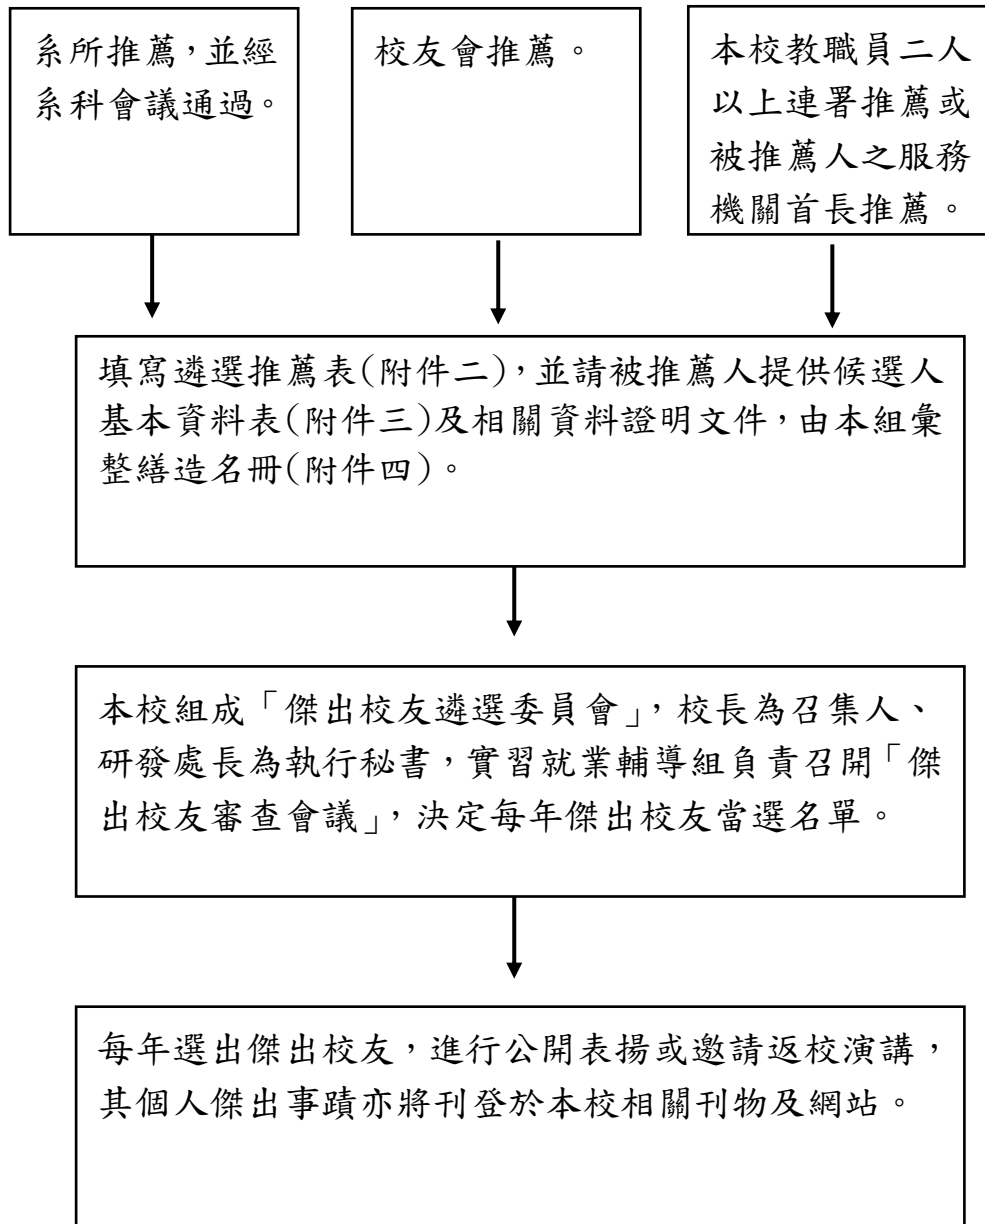 系所推薦，並經
系科會議通過。
校友會推薦。
本校教職員二人
以上連署推薦或
被推薦人之服務
機關首長推薦。
填寫遴選推薦表(附件二)，並請被推薦人提供候選人
基本資料表(附件三)及相關資料證明文件，由本組彙
整繕造名冊(附件四)。
本校組成「傑出校友遴選委員會」，校長為召集人、
研發處長為執行秘書，實習就業輔導組負責召開「傑
出校友審查會議」，決定每年傑出校友當選名單。
每年選出傑出校友，進行公開表揚或邀請返校演講，
其個人傑出事蹟亦將刊登於本校相關刊物及網站。